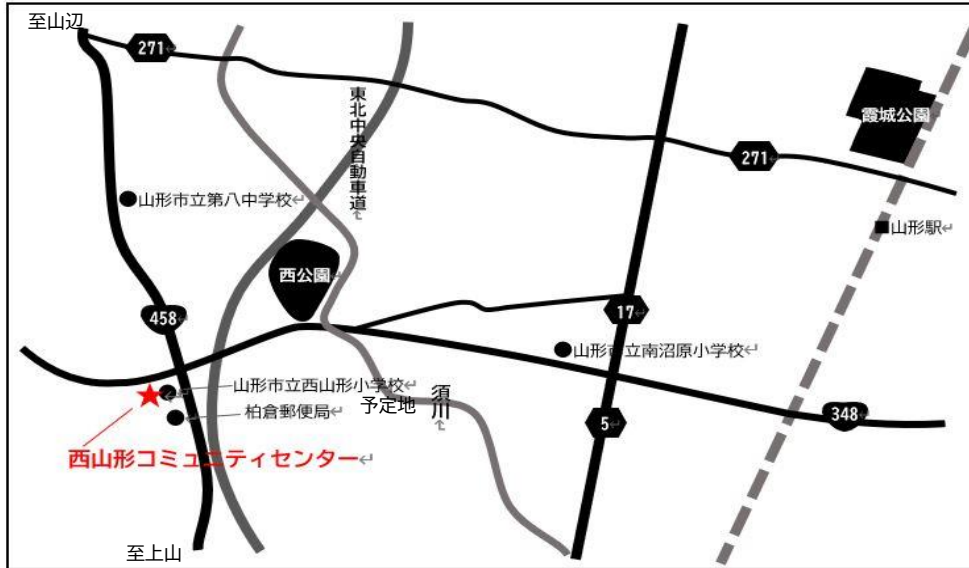 至山辺
271
東北中央自動車道
霞城公園
271
山形市立第八中学校
山形駅
西公園
458
17
山形市立南沼原小学校
山形市立西山形小学校
予定地
須川
柏倉郵便局
348
5
西山形コミュニティセンター
至上山